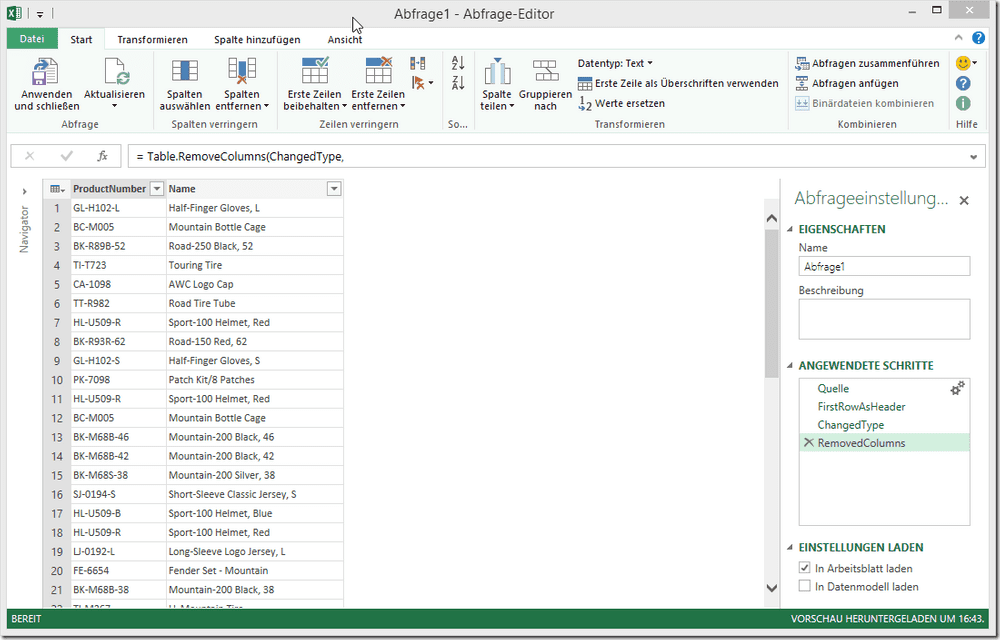 Abfrage1 - Abfrage-Editor
Datei Start Transformieren Spalte hinzufügen Ansicht
Anwenden und schließen
Aktualisieren
Abfrage
Spalten auswählen
Spalten entfernen
Spalten verringern
Erste Zeilen beibehalten
Erste Zeilen entfernen
Zeilen verringern
So...
Spalte teilen
Gruppieren nach
Datentyp: Text
Erste Zeile als Überschriften verwenden
Werte ersetzen
Transformieren
Abfragen zusammenführen
Abfragen anfügen
Binärdateien kombinieren
Kombinieren
Hilfe
fx = Table.RemoveColumns(ChangedType,
Navigator
ProductNumber Name
1 GL-H102-L Half-Finger Gloves, L
2 BC-M005 Mountain Bottle Cage
3 BK-R89B-52 Road-250 Black, 52
4 TI-T723 Touring Tire
5 CA-1098 AWC Logo Cap
6 TT-R982 Road Tire Tube
7 HL-U509-R Sport-100 Helmet, Red
8 BK-R93R-62 Road-150 Red, 62
9 GL-H102-S Half-Finger Gloves, S
10 PK-7098 Patch Kit/8 Patches
11 HL-U509-R Sport-100 Helmet, Red
12 BC-M005 Mountain Bottle Cage
13 BK-M68B-46 Mountain-200 Black, 46
14 BK-M68B-42 Mountain-200 Black, 42
15 BK-M68S-38 Mountain-200 Silver, 38
16 SJ-0194-S Short-Sleeve Classic Jersey, S
17 HL-U509-B Sport-100 Helmet, Blue
18 HL-U509-R Sport-100 Helmet, Red
19 LJ-0192-L Long-Sleeve Logo Jersey, L
20 FE-6654 Fender Set - Mountain
21 BK-M68B-38 Mountain-200 Black, 38
Abfrageeinstellung...
EIGENSCHAFTEN
Name
Abfrage1
Beschreibung
ANGEWENDETE SCHRITTE
Quelle
FirstRowAsHeader
ChangedType
RemovedColumns
EINSTELLUNGEN LADEN
In Arbeitsblatt laden
In Datenmodell laden
BEREIT
VORSCHAU HERUNTERGELADEN UM 16:43.